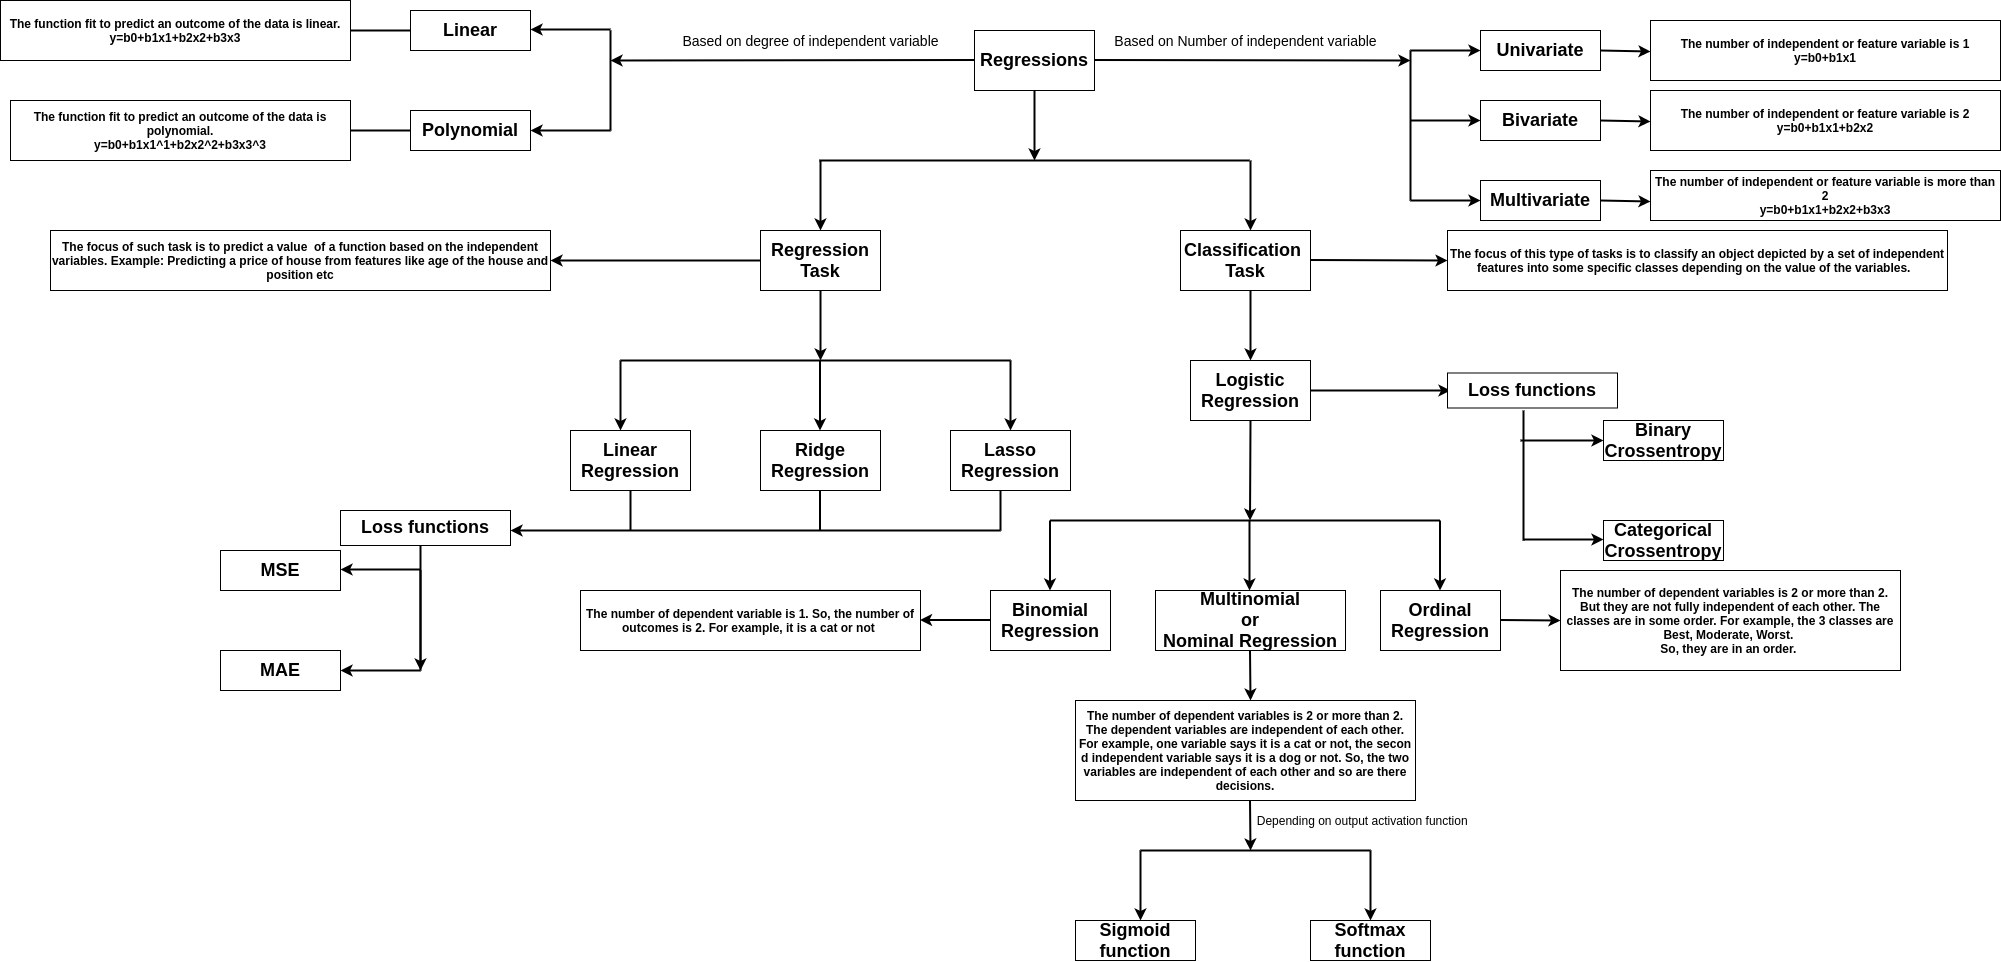 The function fit to predict an outcome of the data is linear.
y=b0+b1x1+b2x2+b3x3
Linear
Based on degree of independent variable
Regressions
Based on Number of independent variable
Univariate
The number of independent or feature variable is 1
y=b0+b1x1
The function fit to predict an outcome of the data is
polynomial.
y=b0+b1x1^1+b2x2^2+b3x3^3
Polynomial
Bivariate
The number of independent or feature variable is 2
y=b0+b1x1+b2x2
Multivariate
The number of independent or feature variable is more than
2
y=b0+b1x1+b2x2+b3x3
The focus of such task is to predict a value  of a function based on the independent
variables. Example: Predicting a price of house from features like age of the house and
position etc
Regression
Task
Classification
Task
The focus of this type of tasks is to classify an object depicted by a set of independent
features into some specific classes depending on the value of the variables.
Logistic
Regression
Loss functions
Binary
Crossentropy
Categorical
Crossentropy
Linear
Regression
Ridge
Regression
Lasso
Regression
Loss functions
MSE
MAE
The number of dependent variable is 1. So, the number of
outcomes is 2. For example, it is a cat or not
Binomial
Regression
Multinomial
or
Nominal Regression
Ordinal
Regression
The number of dependent variables is 2 or more than 2.
But they are not fully independent of each other. The
classes are in some order. For example, the 3 classes are
Best, Moderate, Worst.
So, they are in an order.
The number of dependent variables is 2 or more than 2.
The dependent variables are independent of each other.
For example, one variable says it is a cat or not, the secon
d independent variable says it is a dog or not. So, the two
variables are independent of each other and so are there
decisions.
Depending on output activation function
Sigmoid
function
Softmax
function